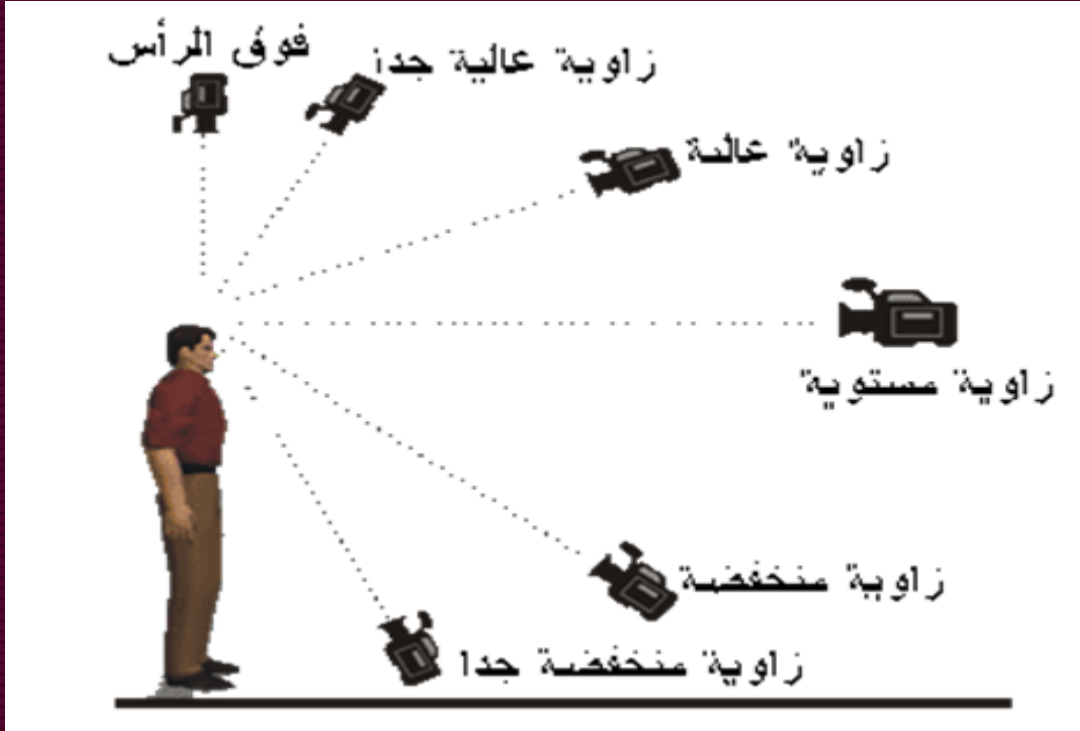 فوق الرأس
زاوية عالية جدا
زاوية عالية
زاوية مستوية
زاوية منخفضة
زاوية منخفضة جدا